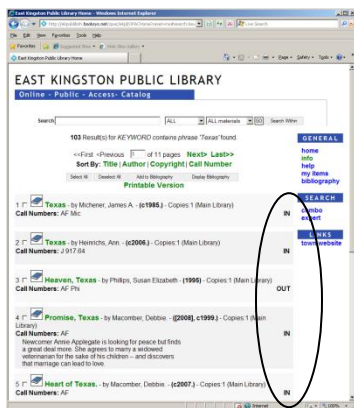 East Kingston Public Library Home - Windows Internet Explorer
File Edit View Favorites Tools Help
Favorites
East Kingston Public Library Home
Page Safety Tools
EAST KINGSTON PUBLIC LIBRARY
Online - Public - Access- Catalog
Search ALL ALL materials GO Search Within
103 Result(s) for KEYWORD contains phrase 'Texas' found.
<<First <Previous 1 of 11 pages Next> Last>>
Sort By: Title | Author | Copyright | Call Number
Select All Deselect All Add to Bibliography Display Bibliography
Printable Version
GENERAL
home
info
help
my items
bibliography
SEARCH
combo
expert
LINKS
town website
1 Texas - by Michener, James A. - (c1985.) - Copies:1 (Main Library)
Call Numbers: AF Mic IN
2 Texas - by Heinrichs, Ann. - (c2006.) - Copies:1 (Main Library)
Call Numbers: J 917.64 IN
3 Heaven, Texas - by Phillips, Susan Elizabeth - (1995) - Copies:1 (Main Library)
Call Numbers: AF Phi OUT
4 Promise, Texas - by Macomber, Debbie. - ([2008], c1999.) - Copies:1 (Main
Library)
Call Numbers: AF IN
Newcomer Annie Applegate is looking for peace but finds
a great deal more. She agrees to marry a widowed
veterinarian for the sake of his children -- and discovers
that marriage can lead to love.
5 Heart of Texas. - by Macomber, Debbie. - (c2007.) - Copies:1 (Main Library)
Call Numbers: AF IN
Internet 100%